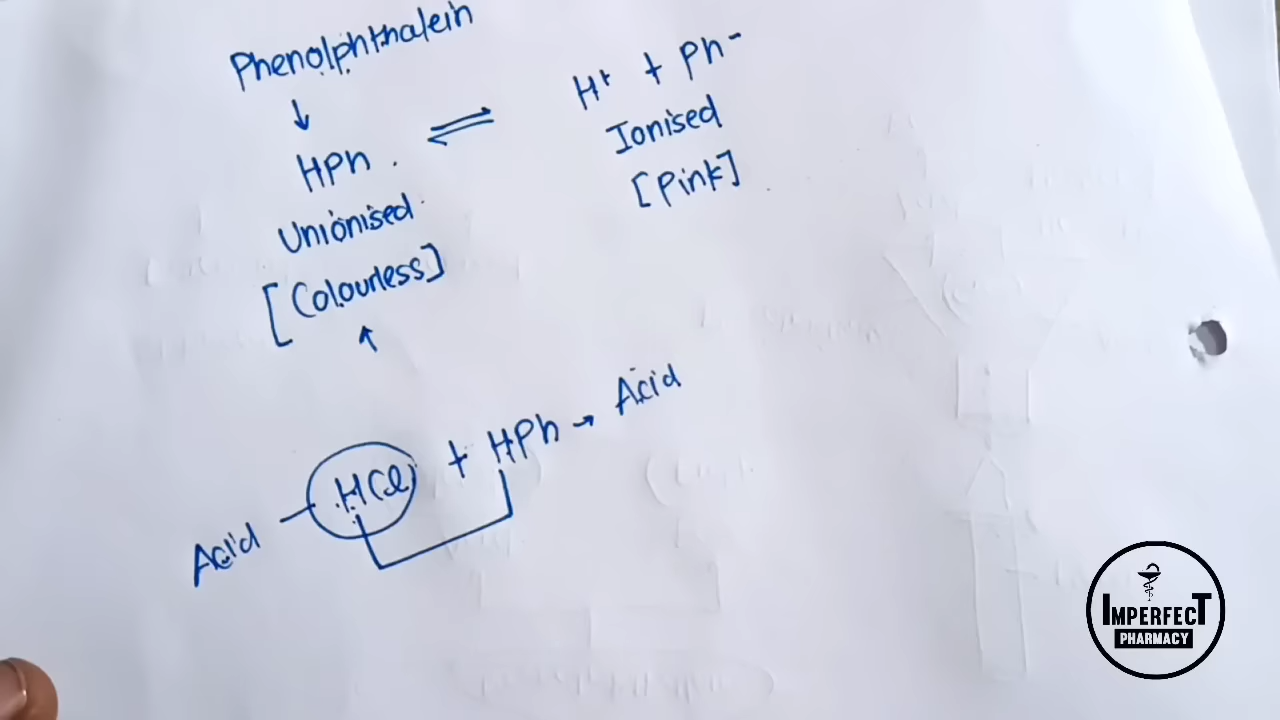 Phenolphthalein
↓
HPh ⇌ H⁺ + Ph⁻
Unionised Ionised
[Colourless] [Pink]
↑
Acid — HCl + HPh → Acid
IMPERFECT
PHARMACY